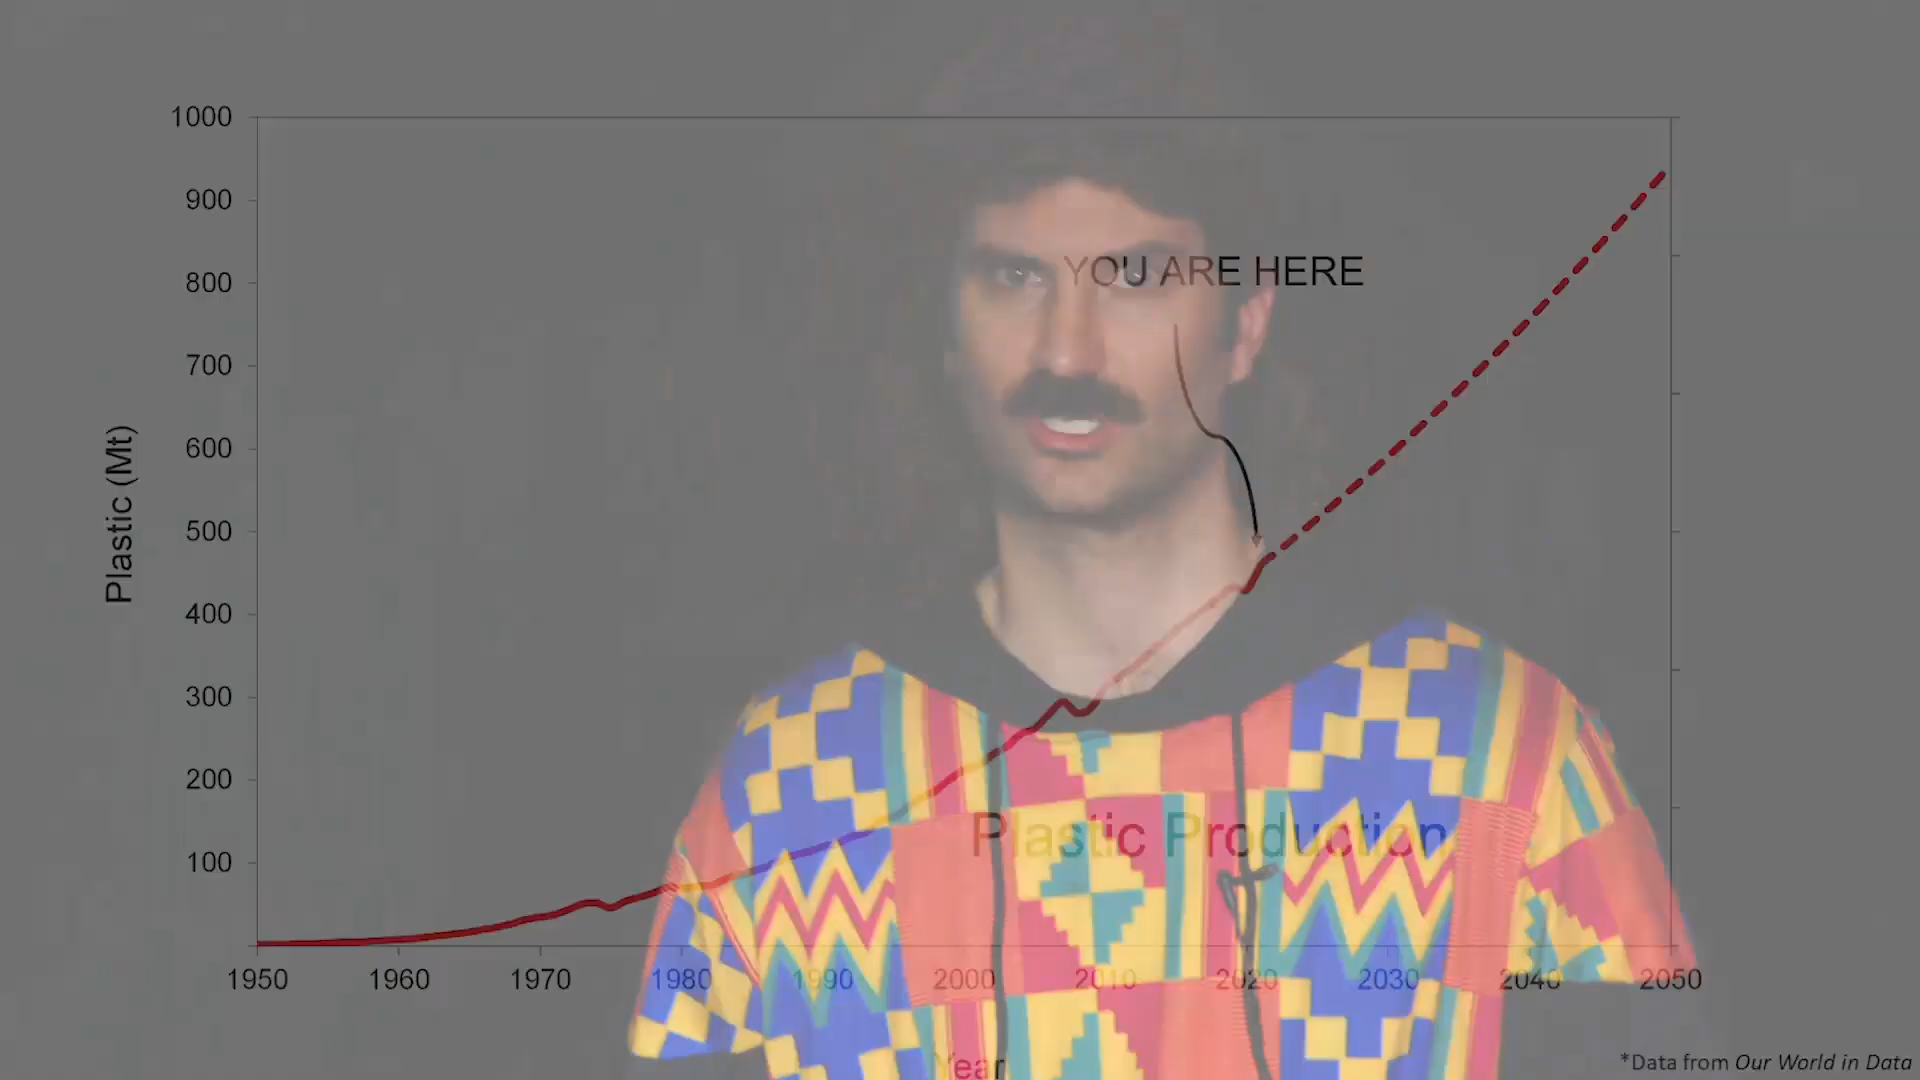 1000
900
800
700
600
500
400
300
200
100
Plastic (Mt)
YOU ARE HERE
Plastic Production
1950 1960 1970 1980 1990 2000 2010 2020 2030 2040 2050
Year
*Data from Our World in Data